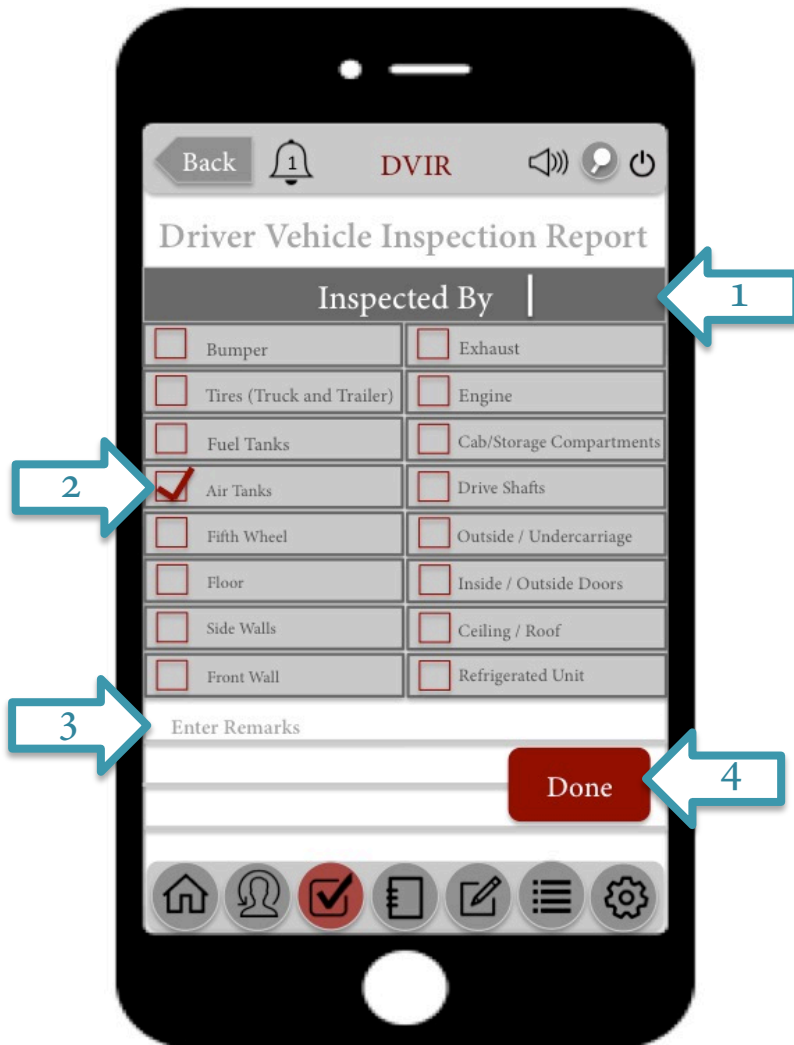 Back 1 DVIR
Driver Vehicle Inspection Report
Inspected By
1
Bumper Exhaust
Tires (Truck and Trailer) Engine
Fuel Tanks Cab/Storage Compartments
2
Air Tanks Drive Shafts
Fifth Wheel Outside / Undercarriage
Floor Inside / Outside Doors
Side Walls Ceiling / Roof
Front Wall Refrigerated Unit
3
Enter Remarks
Done
4